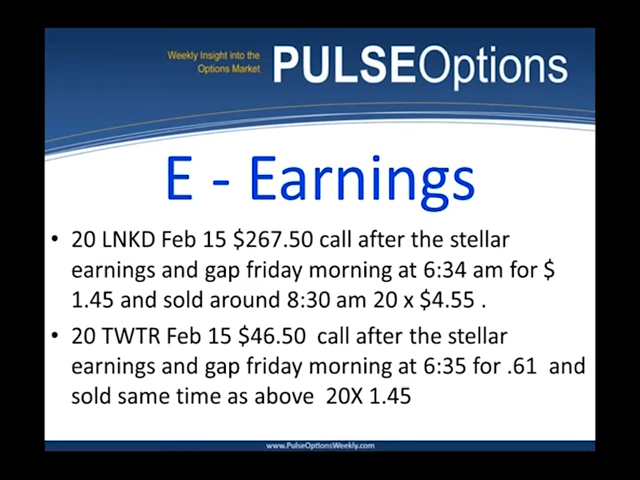 Weekly Insight into the
Options Market
PULSEOptions
E - Earnings
• 20 LNKD Feb 15 $267.50 call after the stellar
earnings and gap friday morning at 6:34 am for $
1.45 and sold around 8:30 am 20 x $4.55 .
• 20 TWTR Feb 15 $46.50 call after the stellar
earnings and gap friday morning at 6:35 for .61 and
sold same time as above 20X 1.45
www.PulseOptionsWeekly.com